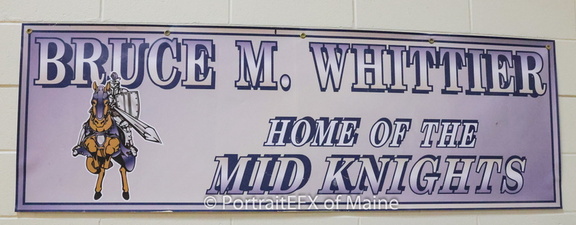 BRUCE M. WHITTIER
HOME OF THE
MID KNIGHTS
© PortraitEFX of Maine